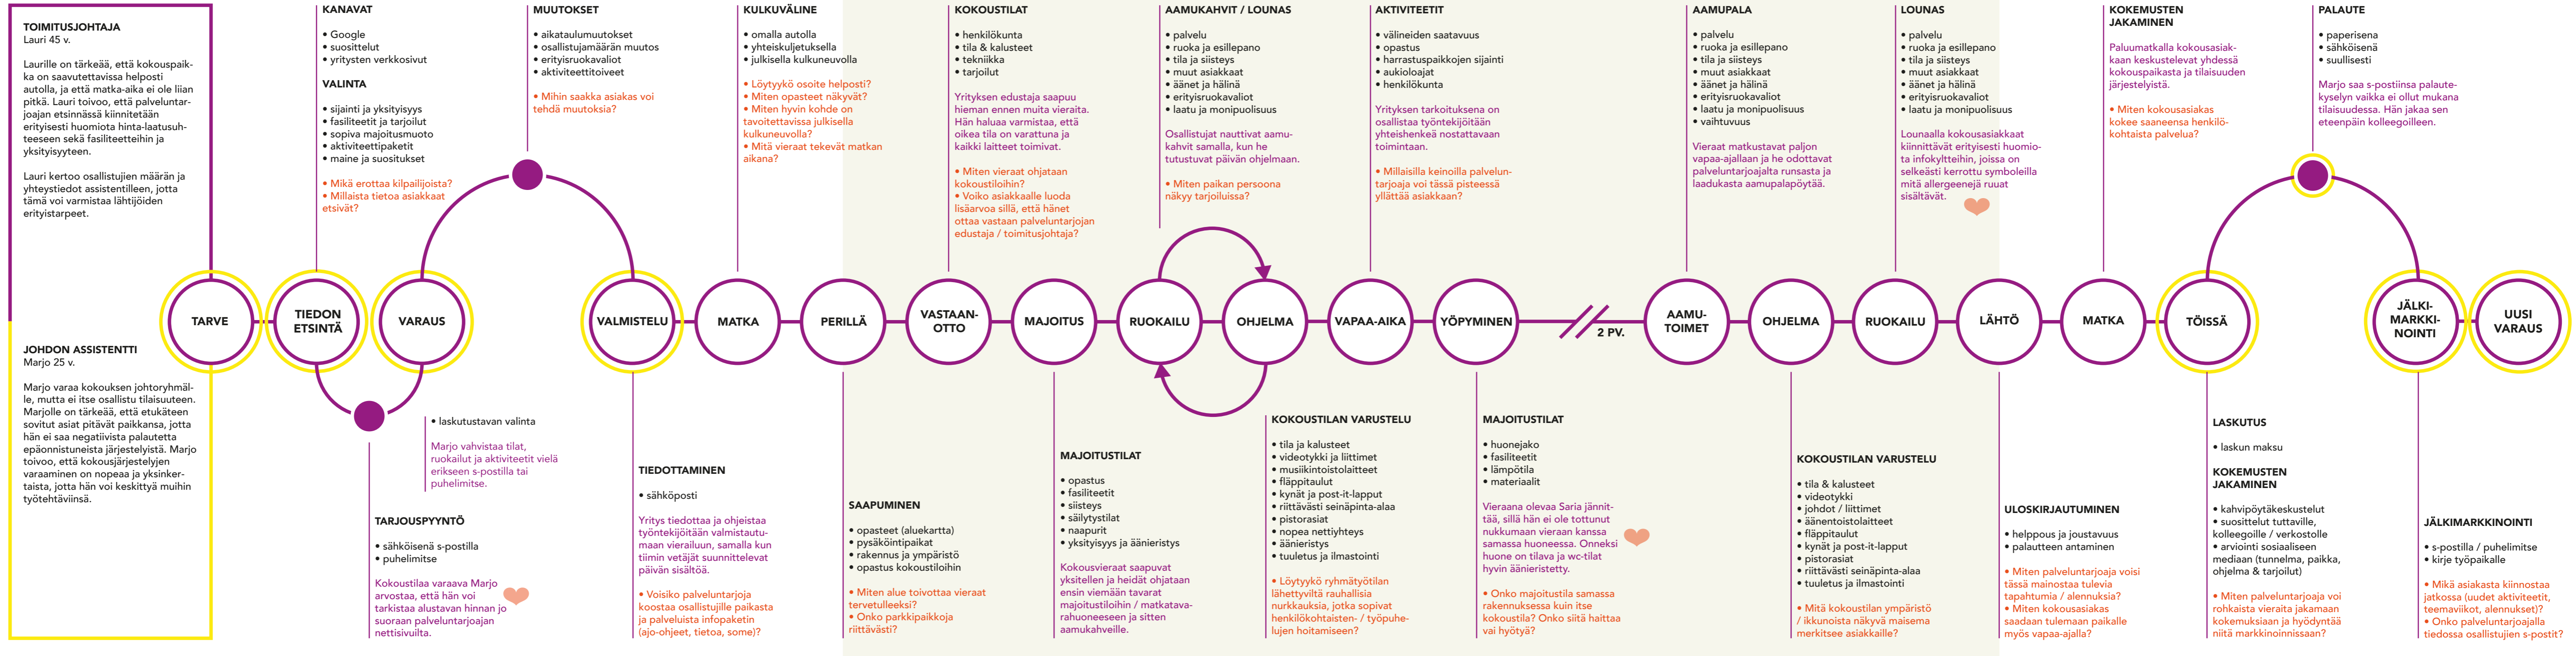 TOIMITUSJOHTAJA
Lauri 45 v.
Laurille on tärkeää, että kokouspaik-
ka on saavutettavissa helposti
autolla, ja että matka-aika ei ole liian
pitkä. Lauri toivoo, että palveluntar-
joajan etsinnässä kiinnitetään
erityisesti huomiota hinta-laatusuh-
teeseen sekä fasiliteetteihin ja
yksityisyyteen.
Lauri kertoo osallistujien määrän ja
yhteystiedot assistentille, jotta
tämä voi varmistaa lähtijöiden
erityistarpeet.
JOHDON ASSISTENTTI
Marjo 25 v.
Marjo varaa kokouksen johtoryhmäl-
le, mutta ei itse osallistu tilaisuuteen.
Marjolle on tärkeää, että etukäteen
sovitut asiat pitävät paikkansa, jotta
hän ei saa negatiivista palautetta
epäonnistuneista järjestelyistä. Marjo
toivoo, että kokousjärjestelyjen
varaaminen on nopeaa ja yksinker-
taista, jotta hän voi keskittyä muihin
työtehtäviinsä.
KANAVAT
• Google
• suosittelut
• yritysten verkkosivut
VALINTA
• sijainti ja yksityisyys
• fasiliteetit ja tarjoilut
• sopiva majoitusmuoto
• aktiviteettipaketit
• maine ja suositukset
• Mikä erottaa kilpailijoista?
• Millaista tietoa asiakkaat
etsivät?
MUUTOKSET
• aikataulumuutokset
• osallistujamäärän muutos
• erityisruokavaliot
• aktiviteettitoiveet
• Mihin saakka asiakas voi
tehdä muutoksia?
KULKUVÄLINE
• omalla autolla
• yhteiskuljetuksella
• julkisella kulkuneuvolla
• Löytyykö osoite helposti?
• Miten opasteet näkyvät?
• Miten hyvin kohde on
tavoitettavissa julkisella
kulkuneuvolla?
• Mitä vieraat tekevät matkan
aikana?
KOKOUSTILAT
• henkilökunta
• tila & kalusteet
• tekniikka
• tarjoilut
Yrityksen edustaja saapuu
hieman ennen muita vieraita.
Hän haluaa varmistaa, että
oikea tila on varattuna ja
kaikki laitteet toimivat.
• Miten vieraat ohjataan
kokoustiloihin?
• Voiko asiakkaalle luoda
lisäarvoa sillä, että hänet
ottaa vastaan palveluntarjoajan
edustaja / toimitusjohtaja?
AAMUKAHVIT / LOUNAS
• palvelu
• ruoka ja esillepano
• tila ja siisteys
• muut asiakkaat
• äänet ja hälinä
• erityisruokavaliot
• laatu ja monipuolisuus
Osallistujat nauttivat aamu-
kahvit samalla, kun he
tutustuvat päivän ohjelmaan.
• Miten paikan persoona
näkyy tarjoiluissa?
AKTIVITEETIT
• välineiden saatavuus
• opastus
• harrastuspaikkojen sijainti
• aukioloajat
• henkilökunta
Yrityksen tarkoituksena on
osallistaa työntekijöitään
yhteishenkeä nostattavaan
toimintaan.
• Millaisilla keinoilla palvelun-
tarjoaja voi tässä pisteessä
yllättää asiakkaan?
AAMUPALA
• palvelu
• ruoka ja esillepano
• tila ja siisteys
• muut asiakkaat
• äänet ja hälinä
• erityisruokavaliot
• laatu ja monipuolisuus
• vaihtuvuus
Vieraat matkustavat paljon
vapaa-ajallaan ja he odottavat
palveluntarjoajalta runsasta ja
laadukasta aamupalapöytää.
LOUNAS
• palvelu
• ruoka ja esillepano
• tila ja siisteys
• muut asiakkaat
• äänet ja hälinä
• erityisruokavaliot
• laatu ja monipuolisuus
Lounaalla kokousasiakkaat
kiinnittävät erityisesti huomio-
ta infokyltteihin, joissa on
selkeästi kerrottu symboleilla
mitä allergeenejä ruuat
sisältävät.
KOKEMUSTEN
JAKAMINEN
Paluumatkalla kokousasiak-
kaan keskustelevat yhdessä
kokouspaikasta ja tilaisuuden
järjestelyistä.
• Miten kokousasiakas
kokee saaneensa henkilö-
kohtaista palvelua?
PALAUTE
• paperisena
• sähköisenä
• suullisesti
Marjo saa s-postiinsa palaute-
kyselyn vaikka ei ollut mukana
tilaisuudessa. Hän jakaa sen
eteenpäin kolleegoilleen.
TARVE
TIEDON
ETSINTÄ
VARAUS
VALMISTELU
MATKA
PERILLÄ
VASTAAN-
OTTO
MAJOITUS
RUOKAILU
OHJELMA
VAPAA-AIKA
YÖPYMINEN
2 PV.
AAMU-
TOIMET
OHJELMA
RUOKAILU
LÄHTÖ
MATKA
TÖISSÄ
JÄLKI-
MARKKI-
NOINTI
UUSI
VARAUS
TARJOUSPYYNTÖ
• sähköisenä s-postilla
• puhelimitse
Kokoustilaa varaava Marjo
arvostaa, että hän voi
tarkistaa alustavan hinnan jo
suoraan palveluntarjoajan
nettisivuilta.
• laskutustavan valinta
Marjo vahvistaa tilat,
ruokailut ja aktiviteetit vielä
erikseen s-postilla tai
puhelimitse.
TIEDOTTAMINEN
• sähköposti
Yritys tiedottaa ja ohjeistaa
työntekijöitään valmistautu-
maan vierailuun, samalla kun
tiimin vetäjät suunnittelevat
päivän sisältöä.
• Voisiko palveluntarjoja
koostaa osallistujille paikasta
ja palveluista infopaketin
(ajo-ohjeet, tietoa, some)?
SAAPUMINEN
• opasteet (aluekartta)
• pysäköintipaikat
• rakennus ja ympäristö
• opastus kokoustiloihin
• Miten alue toivottaa vieraat
tervetulleeksi?
• Onko parkkipaikkoja
riittävästi?
MAJOITUSTILAT
• opastus
• fasiliteetit
• siisteys
• säilytystilat
• naapurit
• yksityisyys ja äänieristys
Kokousvieraat saapuvat
yksitellen ja heidät ohjataan
ensin viemään tavarat
majoitustiloihin / matkatava-
rahuoneeseen ja sitten
aamukahveille.
KOKOUSTILAN VARUSTELU
• tila ja kalusteet
• videotykki ja liittimet
• musiikintoistolaitteet
• fläppitaulut
• kynät ja post-it-lapput
• riittävästi seinäpinta-alaa
• pistorasiat
• nopea nettiyhteys
• äänieristys
• tuuletus ja ilmastointi
• Löytyykö ryhmätyötilan
lähettyviltä rauhallisia
nurkkauksia, jotka sopivat
henkilökohtaisten- / työpuhe-
lujen hoitamiseen?
MAJOITUSTILAT
• huonejako
• fasiliteetit
• lämpötila
• materiaalit
Vieraana olevaa Saria jännit-
tää, sillä hän ei ole tottunut
nukkumaan vieraan kanssa
samassa huoneessa. Onneksi
huone on tilava ja wc-tilat
hyvin äänieristetty.
• Onko majoitustila samassa
rakennuksessa kuin itse
kokoustila? Onko siitä haittaa
vai hyötyä?
KOKOUSTILAN VARUSTELU
• tila & kalusteet
• videotykki
• johdot / liittimet
• äänentoistolaitteet
• fläppitaulut
• kynät ja post-it-lapput
• pistorasiat
• riittävästi seinäpinta-alaa
• tuuletus ja ilmastointi
• Mitä kokoustilan ympäristö
/ ikkunoista näkyvä maisema
merkitsee asiakkaille?
ULOSKIRJAUTUMINEN
• helppous ja joustavuus
• palautteen antaminen
• Miten palveluntarjoaja voisi
tässä mainostaa tulevia
tapahtumia / alennuksia?
• Miten kokousasiakas
saadaan tulemaan paikalle
myös vapaa-ajalla?
LASKUTUS
• laskun maksu
KOKEMUSTEN
JAKAMINEN
• kahvipöytäkeskustelut
• suosittelut tuttaville,
kolleegoille / verkostolle
• arviointi sosiaaliseen
mediaan (tunnelma, paikka,
ohjelma & tarjoilut)
• Miten palveluntarjoaja voi
rohkaista vieraita jakamaan
kokemuksiaan ja hyödyntää
niitä markkinoinnissaan?
JÄLKIMARKKINOINTI
• s-postilla / puhelimitse
• kirje työpaikalle
• Mikä asiakasta kiinnostaa
jatkossa (uudet aktiviteetit,
teemaviikot, alennukset)?
• Onko palveluntarjoajalla
tiedossa osallistujien s-postit?